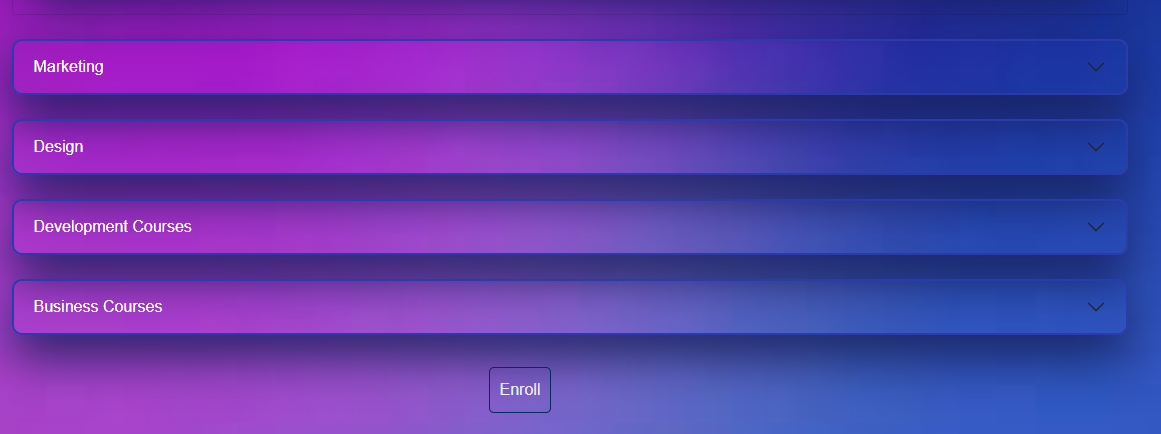 Marketing
Design
Development Courses
Business Courses
Enroll